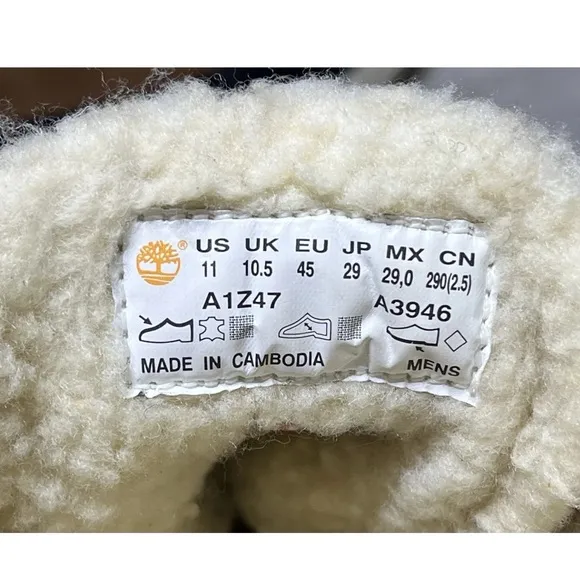 ® US UK EU JP MX CN
11 10.5 45 29 29,0 290(2.5)
A1Z47 A3946
MADE IN CAMBODIA MENS